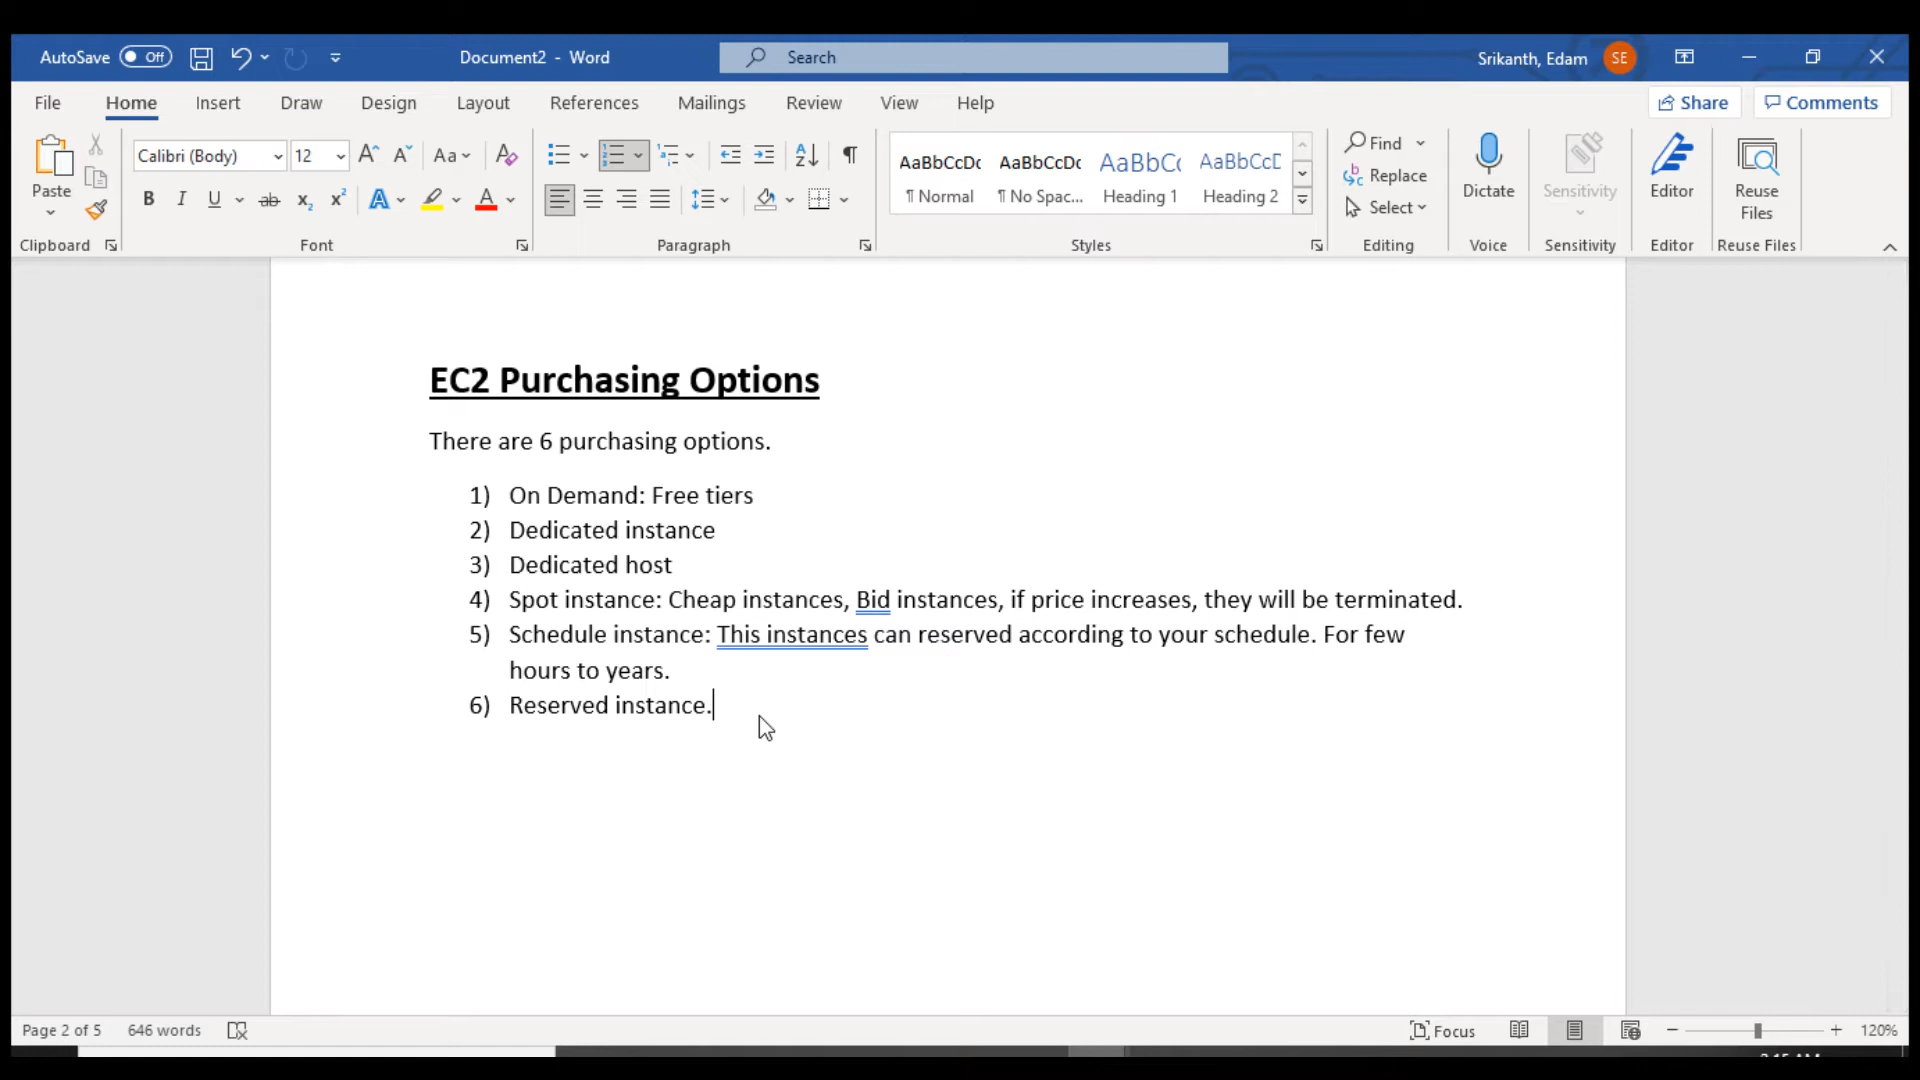 AutoSave Off Document2 - Word Search Srikanth, Edam SE
File Home Insert Draw Design Layout References Mailings Review View Help Share Comments
Paste Calibri (Body) 12 A A Aa A AaBbCcDc AaBbCcDc AaBbCc AaBbCcD Find
¶ Normal ¶ No Spac... Heading 1 Heading 2 Replace
B I U ab x2 x2 A A Select
Dictate Sensitivity Editor Reuse Files
Clipboard Font Paragraph Styles Editing Voice Sensitivity Editor Reuse Files
EC2 Purchasing Options
There are 6 purchasing options.
1) On Demand: Free tiers
2) Dedicated instance
3) Dedicated host
4) Spot instance: Cheap instances, Bid instances, if price increases, they will be terminated.
5) Schedule instance: This instances can reserved according to your schedule. For few
hours to years.
6) Reserved instance.
Page 2 of 5 646 words Focus 120%